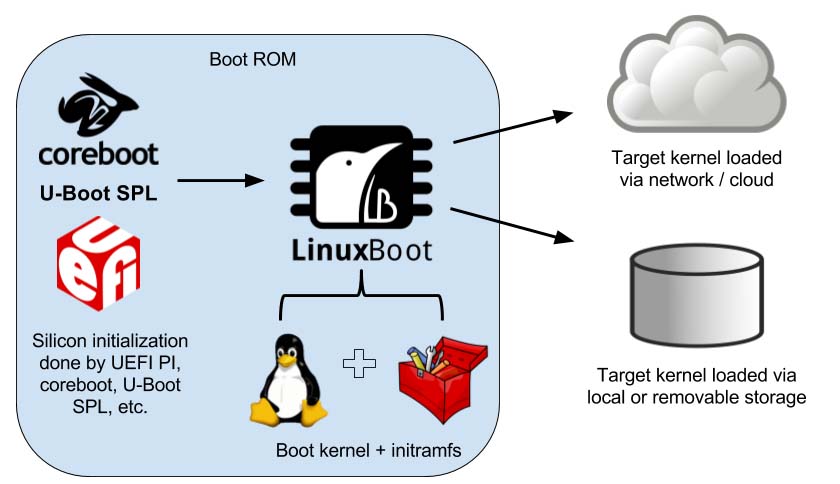 Boot ROM
coreboot
U-Boot SPL
uefi
Silicon initialization
done by UEFI PI,
coreboot, U-Boot
SPL, etc.
LB
LinuxBoot
Boot kernel + initramfs
Target kernel loaded
via network / cloud
Target kernel loaded via
local or removable storage